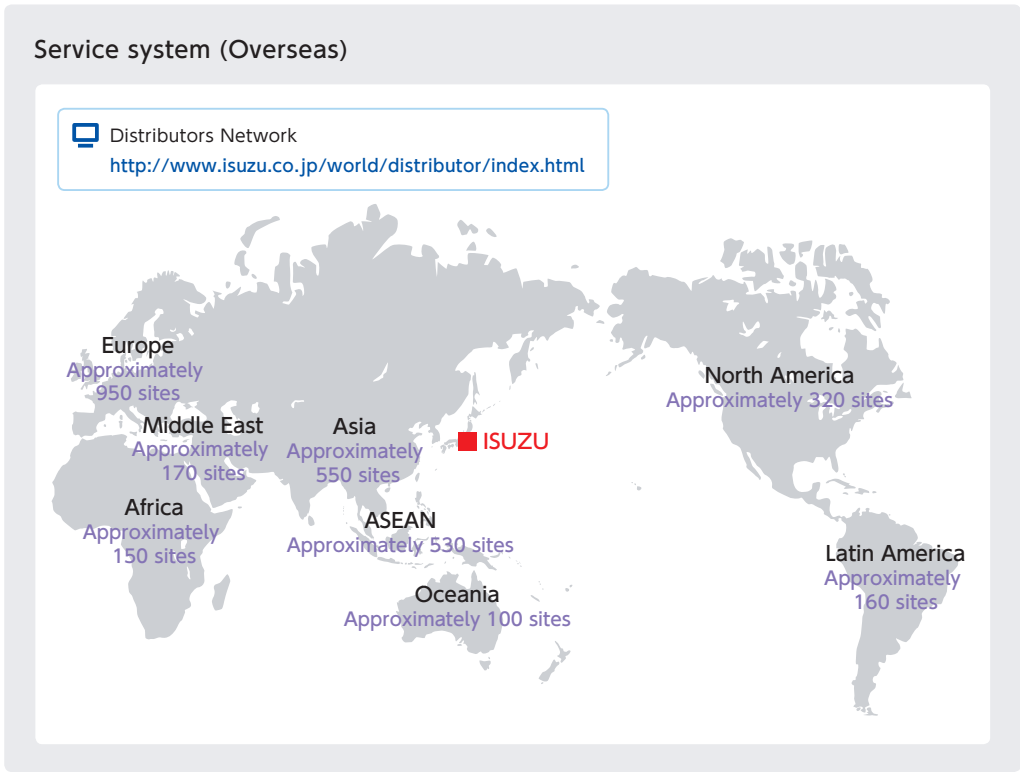 Service system (Overseas)
Distributors Network
http://www.isuzu.co.jp/world/distributor/index.html
Europe
Approximately
950 sites
Middle East
Approximately
170 sites
Asia
Approximately
550 sites
ISUZU
North America
Approximately 320 sites
Africa
Approximately
150 sites
ASEAN
Approximately 530 sites
Oceania
Approximately 100 sites
Latin America
Approximately
160 sites